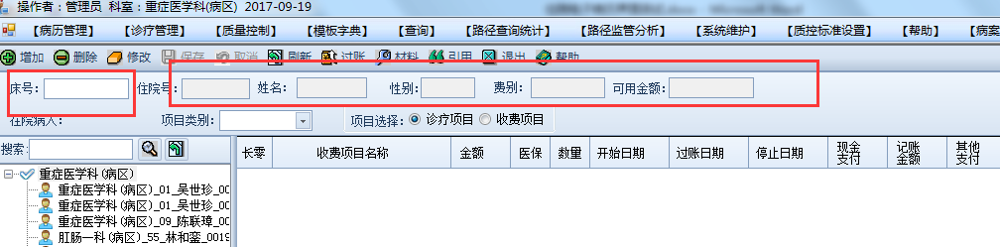 操作者：管理员 科室：重症医学科(病区) 2017-09-19
【病历管理】 【诊疗管理】 【质量控制】 【模板字典】 【查询】 【路径查询统计】 【路径监管分析】 【系统维护】 【质控标准设置】 【帮助】 【病案
增加 删除 修改 保存 取消 刷新 过账 材料 引用 退出 帮助
床号： 住院号： 姓名： 性别： 费别： 可用金额：
在院病人： 项目类别： 项目选择： 诊疗项目 收费项目
搜索：
长零 收费项目名称 金额 医保 数量 开始日期 过账日期 停止日期 现金支付 记账金额 其他支付
重症医学科(病区)
重症医学科(病区)_01_吴世珍_00
重症医学科(病区)_01_吴世珍_00
重症医学科(病区)_09_陈联璋_00
肛肠一科(病区)_55_林和銮_0019